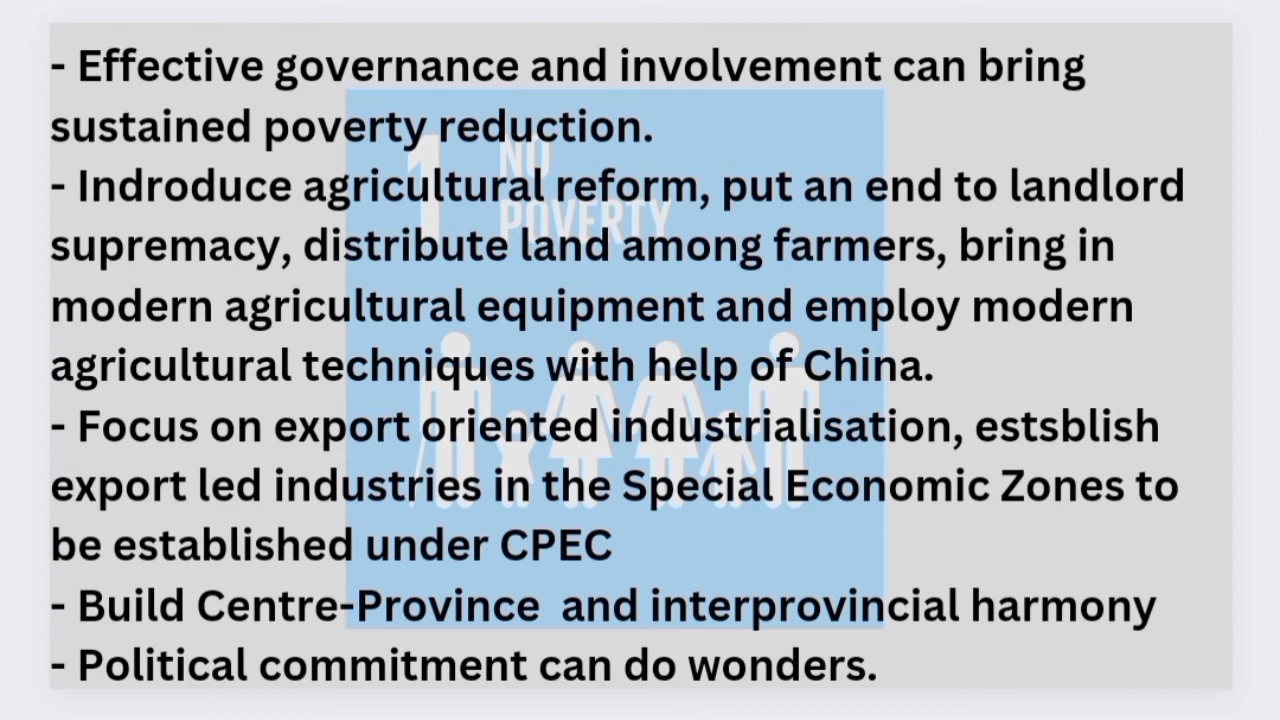 - Effective governance and involvement can bring
sustained poverty reduction.
- Indroduce agricultural reform, put an end to landlord
supremacy, distribute land among farmers, bring in
modern agricultural equipment and employ modern
agricultural techniques with help of China.
- Focus on export oriented industrialisation, estsblish
export led industries in the Special Economic Zones to
be established under CPEC
- Build Centre-Province  and interprovincial harmony
- Political commitment can do wonders.
1 NO
POVERTY